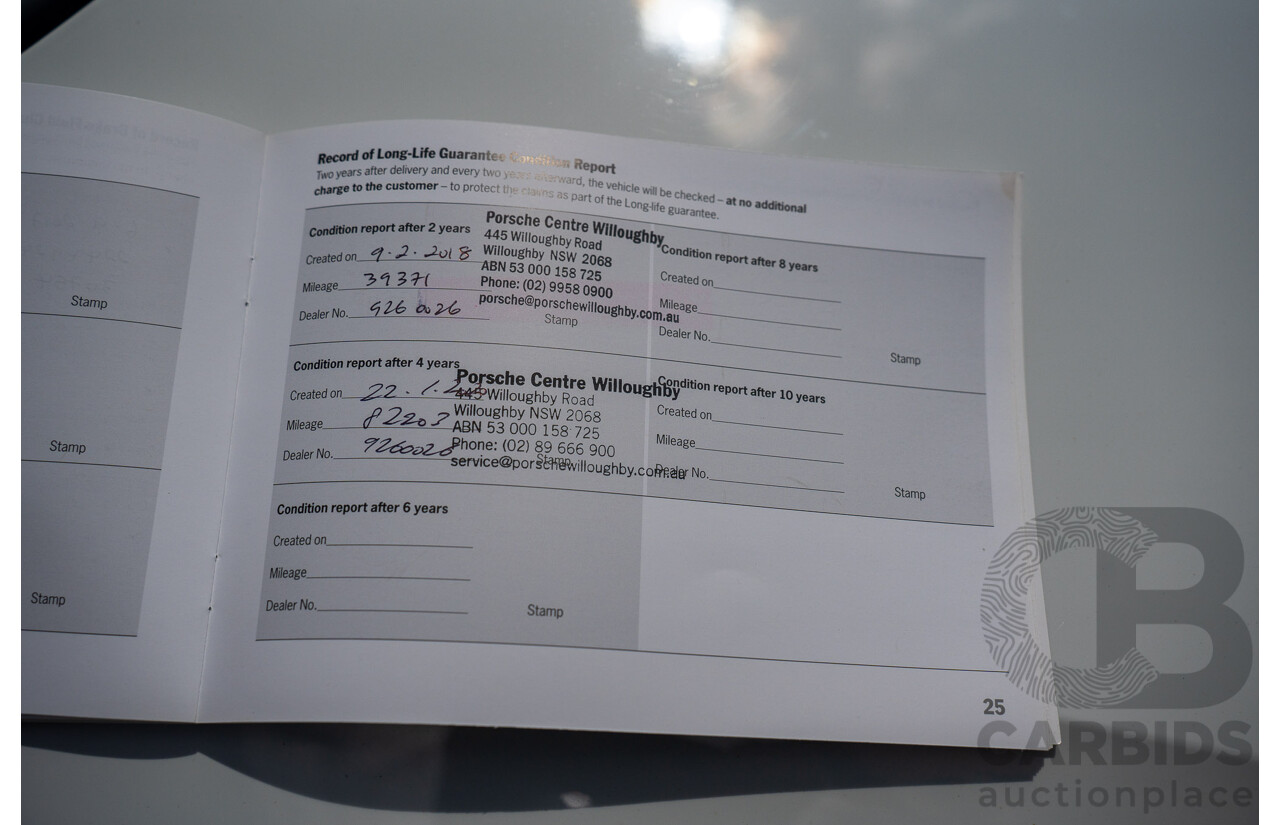 Record of Long-Life Guarantee Condition Report
Two years after delivery and every two years afterward, the vehicle will be checked – at no additional
charge to the customer – to protect the claims as part of the Long-life guarantee.
Condition report after 2 years
Created on 9.2.2018
Mileage 39371
Dealer No. 926 0026
Porsche Centre Willoughby
445 Willoughby Road
Willoughby NSW 2068
ABN 53 000 158 725
Phone: (02) 9958 0900
porsche@porschewilloughby.com.au
Stamp
Condition report after 4 years
Created on 22.1.
Mileage 82203
Dealer No. 9260026
Porsche Centre Willoughby
445 Willoughby Road
Willoughby NSW 2068
ABN 53 000 158 725
Phone: (02) 89 666 900
service@porschewilloughby.com.au
Stamp
Condition report after 6 years
Created on
Mileage
Dealer No.
Stamp
Condition report after 8 years
Created on
Mileage
Dealer No.
Stamp
Condition report after 10 years
Created on
Mileage
Dealer No.
Stamp
25
Stamp
Stamp
Stamp
CB
CARBIDS
auctionplace